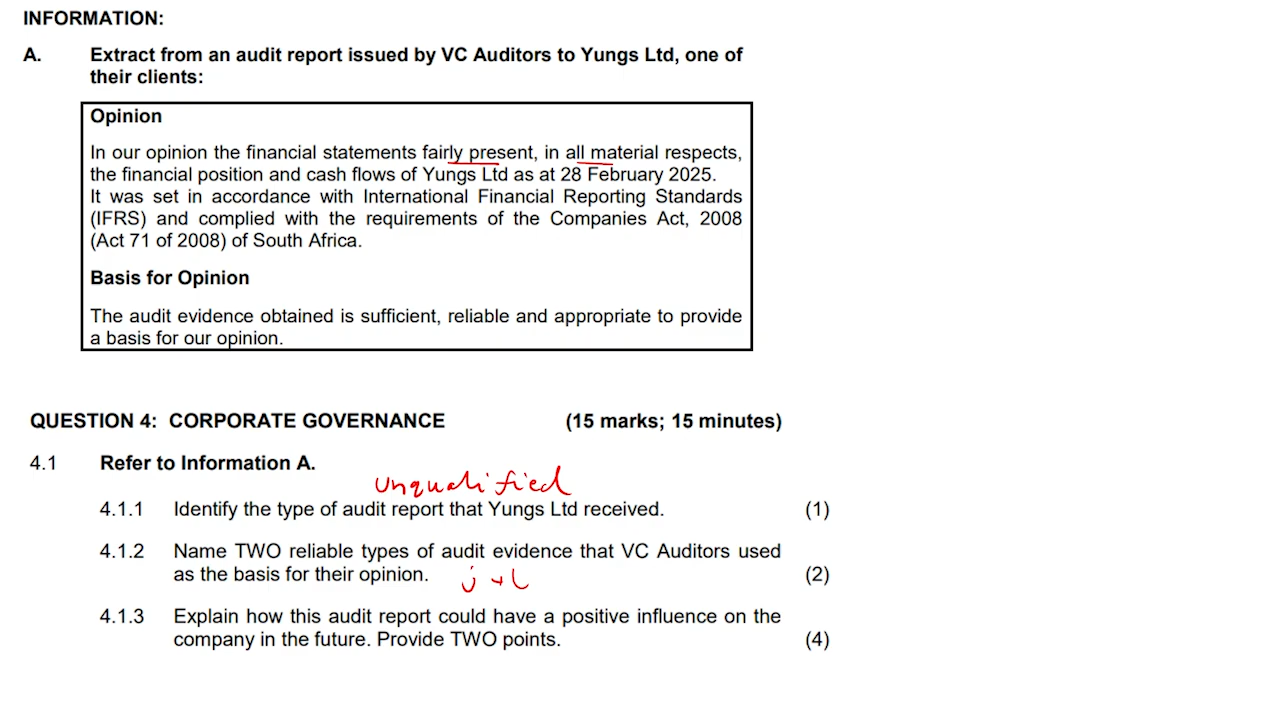 INFORMATION:
A. Extract from an audit report issued by VC Auditors to Yungs Ltd, one of
their clients:
Opinion
In our opinion the financial statements fairly present, in all material respects,
the financial position and cash flows of Yungs Ltd as at 28 February 2025.
It was set in accordance with International Financial Reporting Standards
(IFRS) and complied with the requirements of the Companies Act, 2008
(Act 71 of 2008) of South Africa.
Basis for Opinion
The audit evidence obtained is sufficient, reliable and appropriate to provide
a basis for our opinion.
QUESTION 4: CORPORATE GOVERNANCE (15 marks; 15 minutes)
4.1 Refer to Information A.
unqualified
4.1.1 Identify the type of audit report that Yungs Ltd received. (1)
4.1.2 Name TWO reliable types of audit evidence that VC Auditors used
as the basis for their opinion. (2)
4.1.3 Explain how this audit report could have a positive influence on the
company in the future. Provide TWO points. (4)